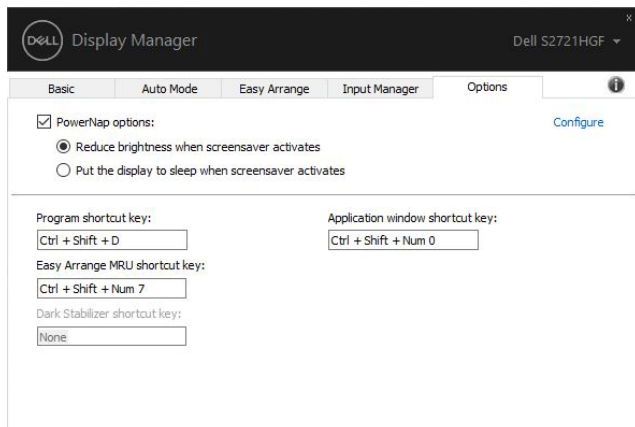 DELL Display Manager
Dell S2721HGF
x
Basic Auto Mode Easy Arrange Input Manager Options
PowerNap options: Configure
Reduce brightness when screensaver activates
Put the display to sleep when screensaver activates
Program shortcut key: Application window shortcut key:
Ctrl + Shift + D Ctrl + Shift + Num 0
Easy Arrange MRU shortcut key:
Ctrl + Shift + Num 7
Dark Stabilizer shortcut key:
None